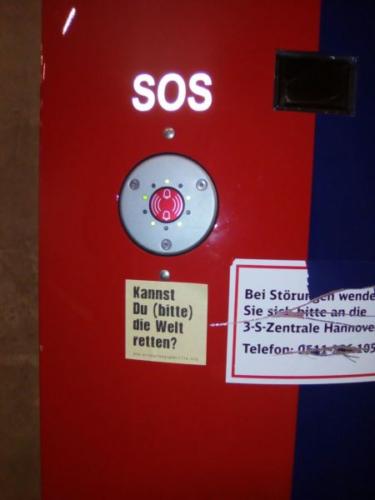 SOS
Kannst
Du (bitte)
die Welt
retten?
Bei Störungen wende
Sie sich bitte an die
3-S-Zentrale Hannove
Telefon: 0511